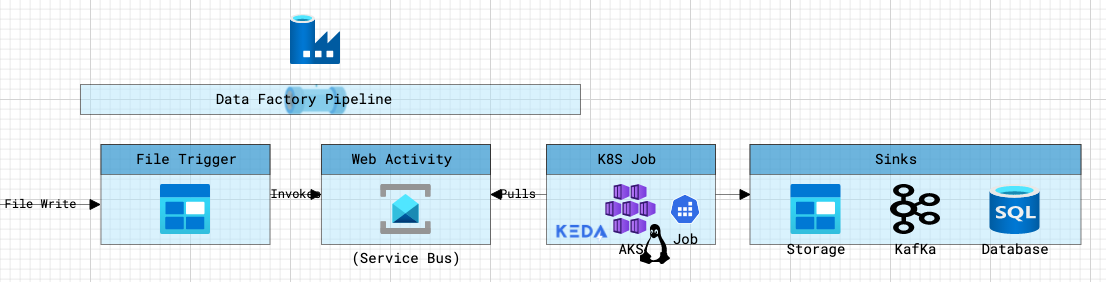 Data Factory Pipeline
File Trigger
Web Activity
K8S Job
Sinks
File Write
Invokes
Pulls
KEDA
AKS
Job
SQL
Storage
KafKa
Database
(Service Bus)